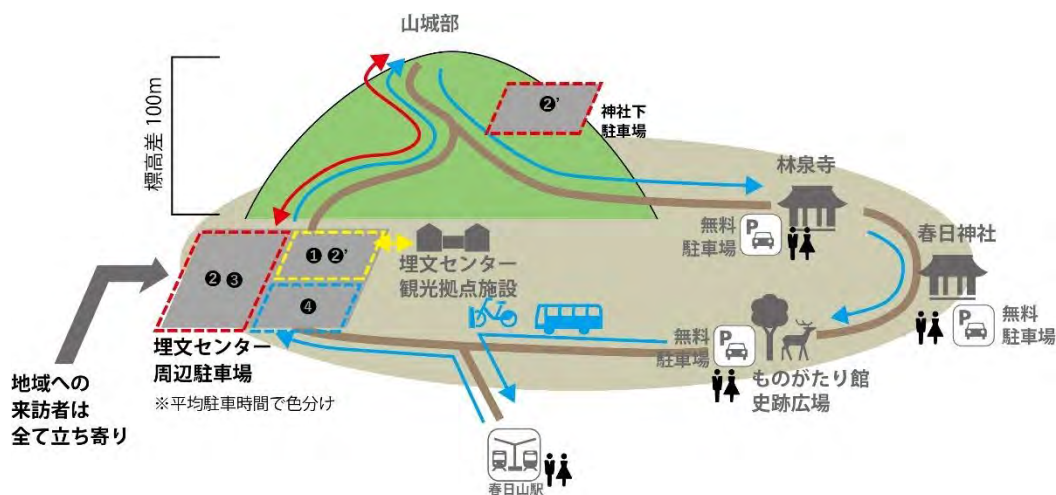 山城部
標高差 100m
❷’
神社下
駐車場
林泉寺
無料
駐車場
P
春日神社
P
無料
駐車場
❶ ❷’
埋文センター
観光拠点施設
❷ ❸
❹
無料
駐車場
P
ものがたり館
史跡広場
埋文センター
周辺駐車場
※平均駐車時間で色分け
地域への
来訪者は
全て立ち寄り
春日山駅